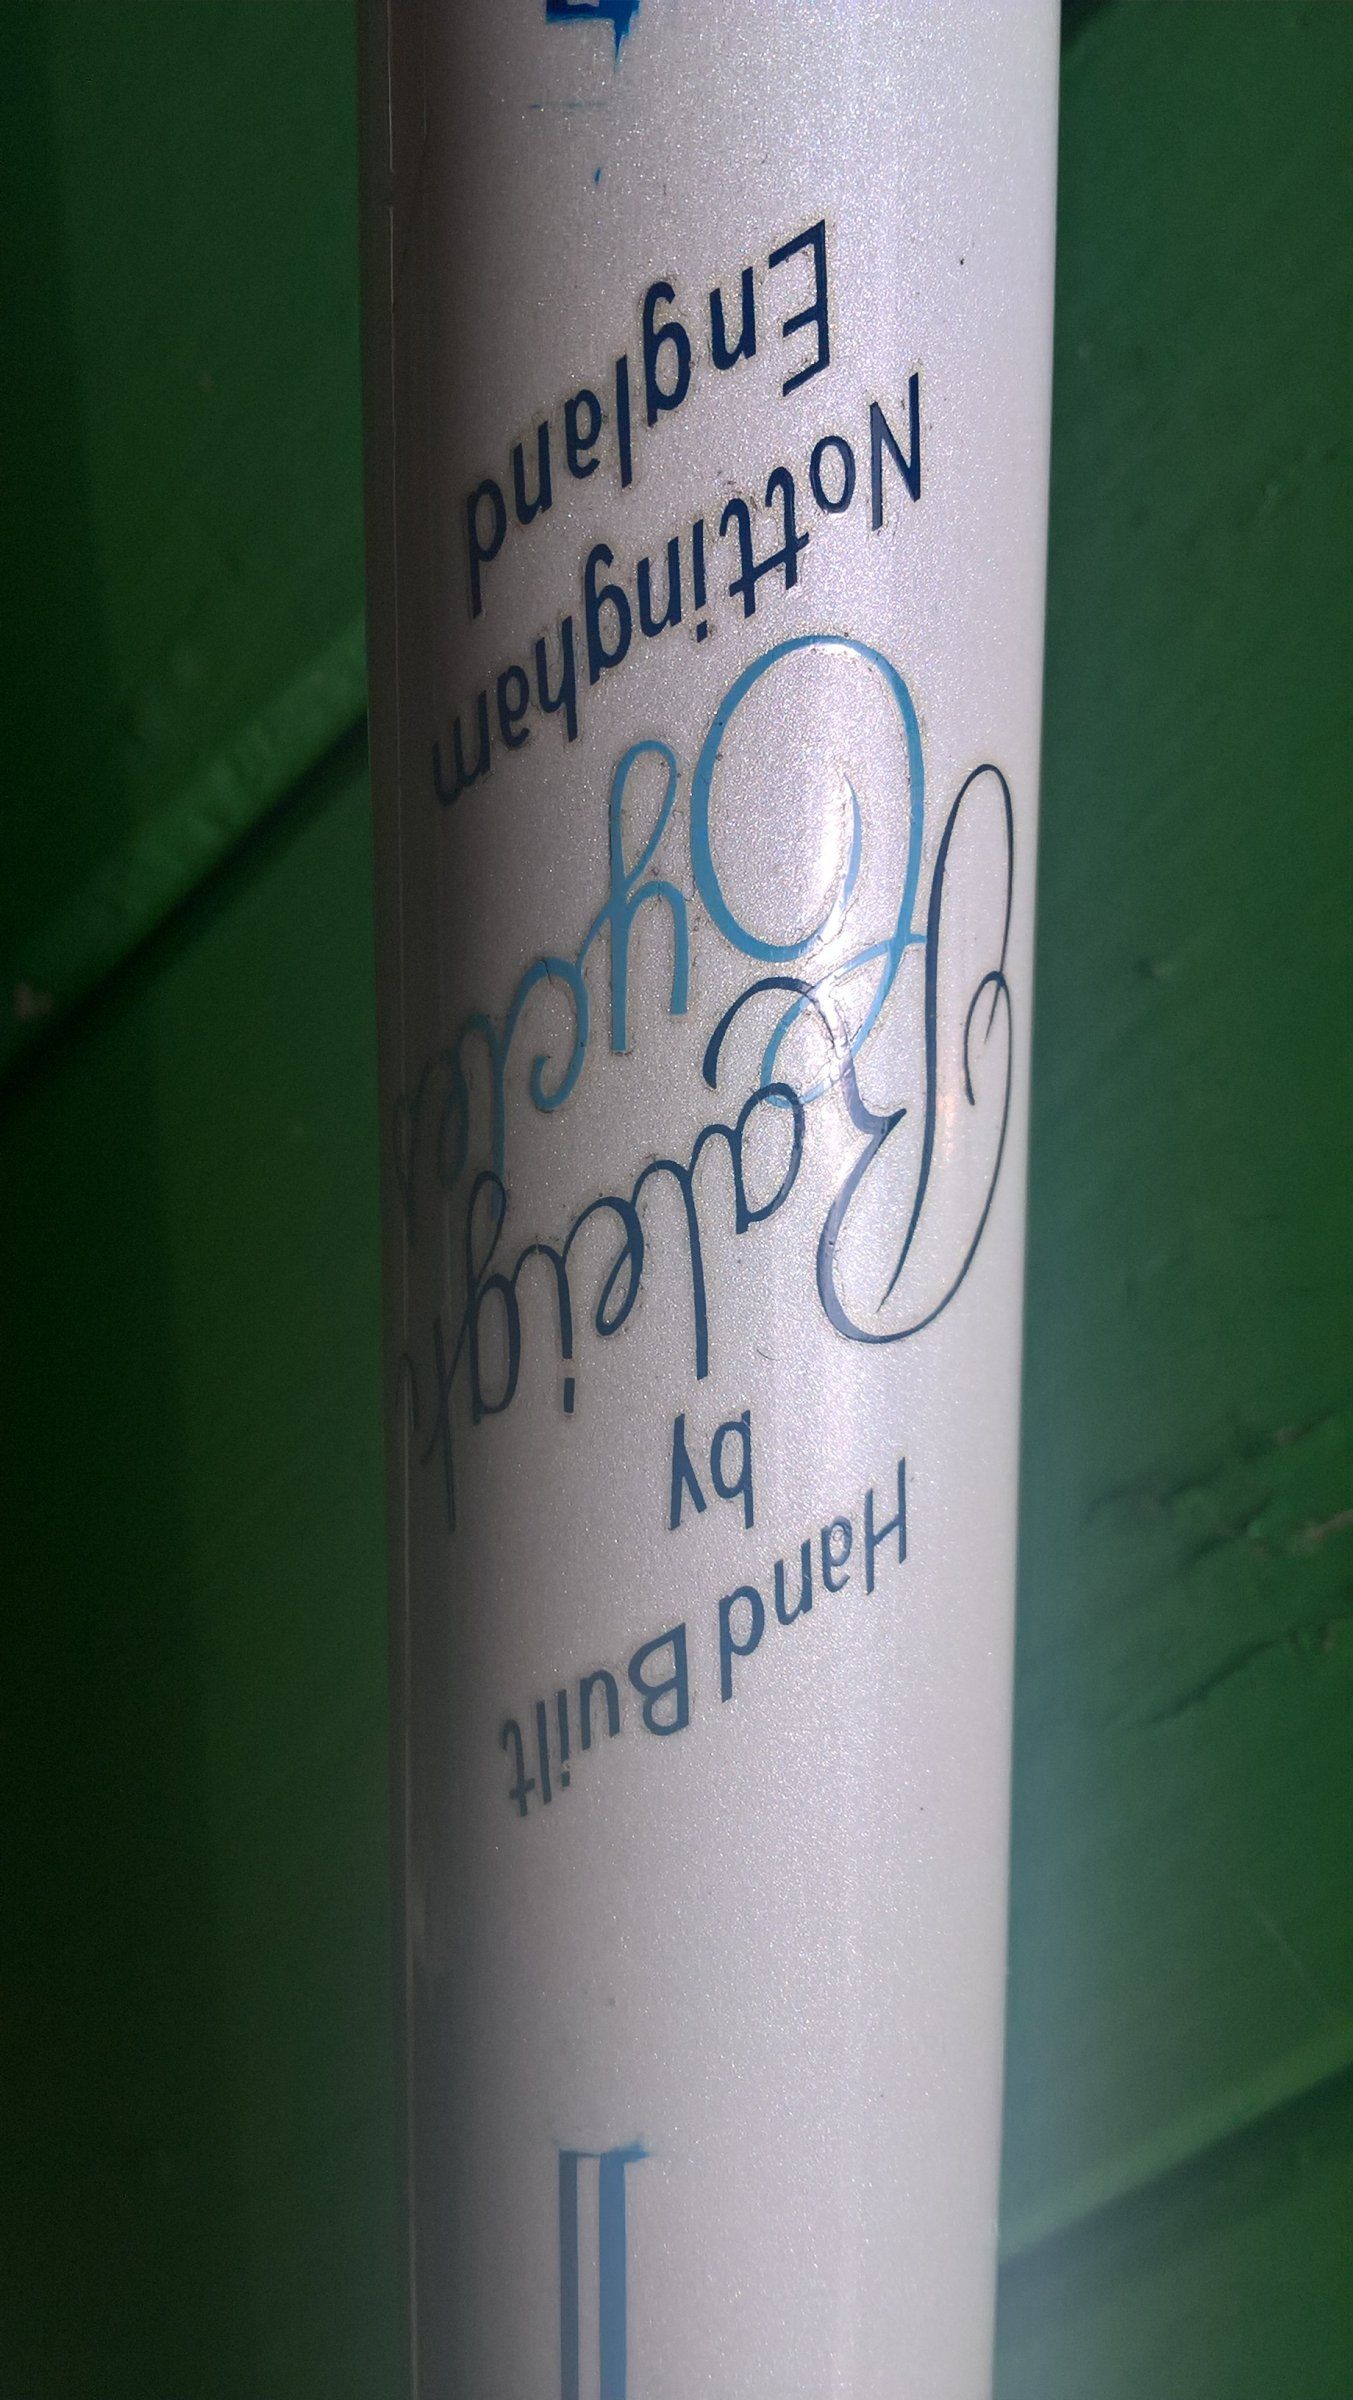 Hand Built
by
Raleigh
Cycles
Nottingham
England